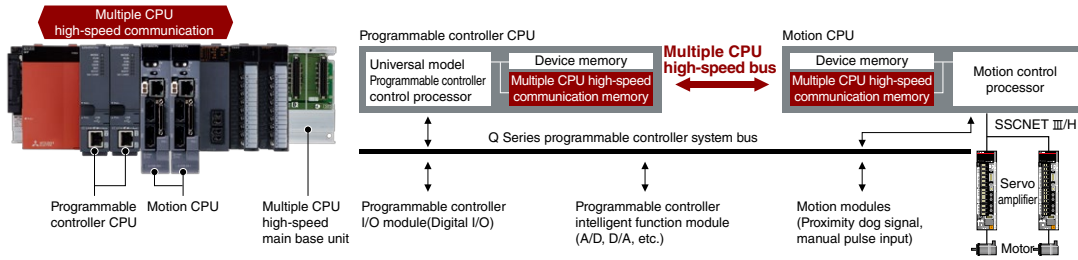 Multiple CPU
high-speed communication
Programmable
controller CPU
Motion CPU
Multiple CPU
high-speed
main base unit
Programmable controller CPU
Universal model
Programmable controller
control processor
Device memory
Multiple CPU high-speed
communication memory
Multiple CPU
high-speed bus
Motion CPU
Device memory
Multiple CPU high-speed
communication memory
Motion control
processor
SSCNET Ⅲ/H
Q Series programmable controller system bus
Programmable controller
I/O module(Digital I/O)
Programmable controller
intelligent function module
(A/D, D/A, etc.)
Motion modules
(Proximity dog signal,
manual pulse input)
Servo
amplifier
Motor